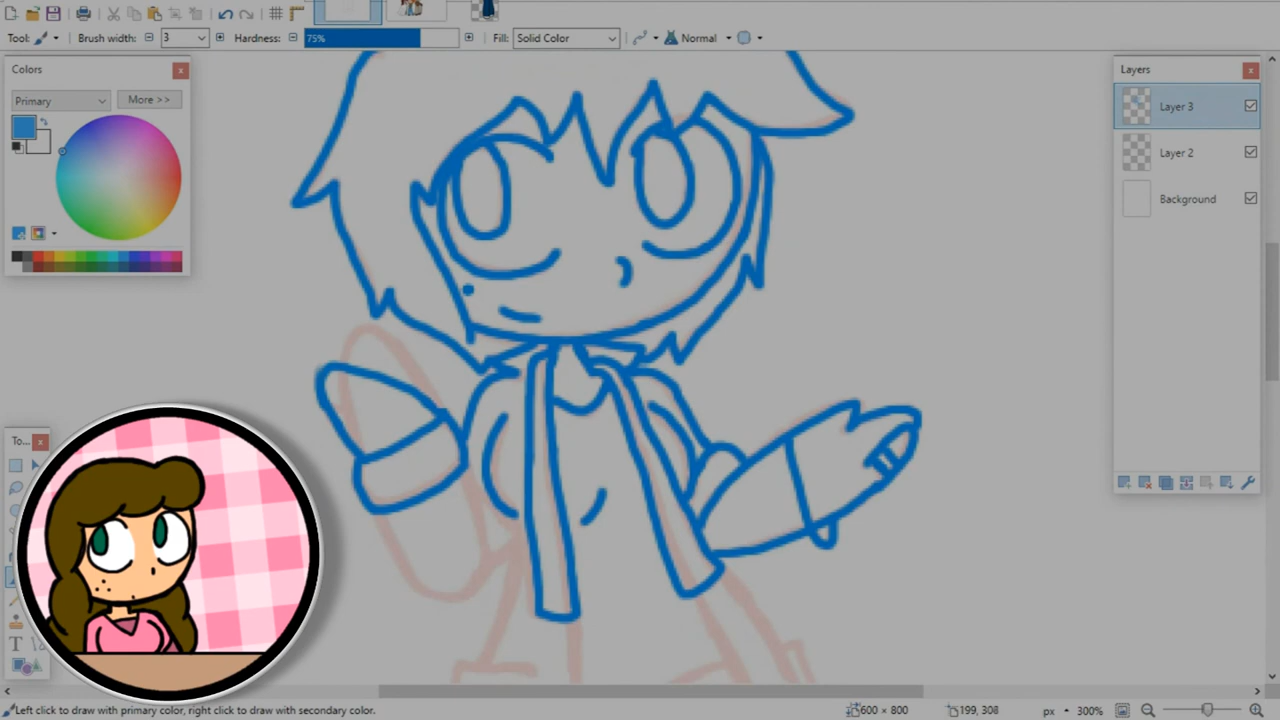 Tool:
Brush width:
3
Hardness:
75%
Fill:
Solid Color
Normal
Colors
Primary
More >>
Layers
Layer 3
Layer 2
Background
To...
T
Left click to draw with primary color, right click to draw with secondary color.
600 × 800
199, 308
px
300%